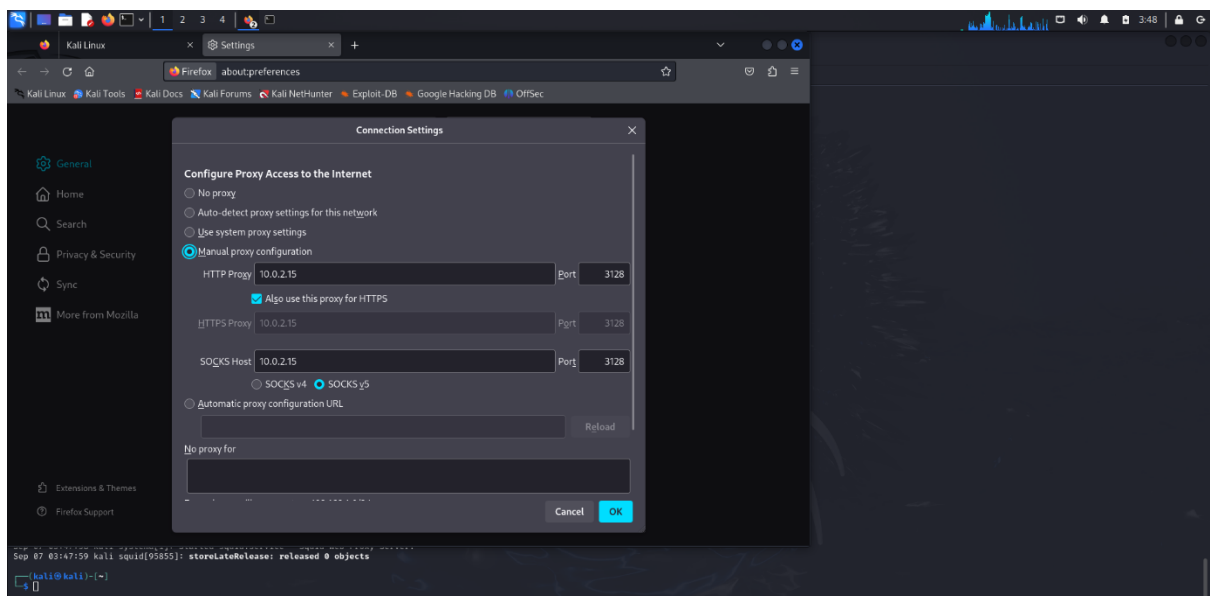 1 2 3 4
3:48
Kali Linux
Settings
Firefox about:preferences
Kali Linux Kali Tools Kali Docs Kali Forums Kali NetHunter Exploit-DB Google Hacking DB OffSec
Connection Settings
General
Home
Search
Privacy & Security
Sync
More from Mozilla
Extensions & Themes
Firefox Support
Configure Proxy Access to the Internet
No proxy
Auto-detect proxy settings for this network
Use system proxy settings
Manual proxy configuration
HTTP Proxy 10.0.2.15 Port 3128
Also use this proxy for HTTPS
HTTPS Proxy 10.0.2.15 Port 3128
SOCKS Host 10.0.2.15 Port 3128
SOCKS v4 SOCKS v5
Automatic proxy configuration URL
Reload
No proxy for
Cancel OK
Sep 07 03:47:59 kali squid[95855]: storeLateRelease: released 0 objects
(kali㉿kali)-[~]
$